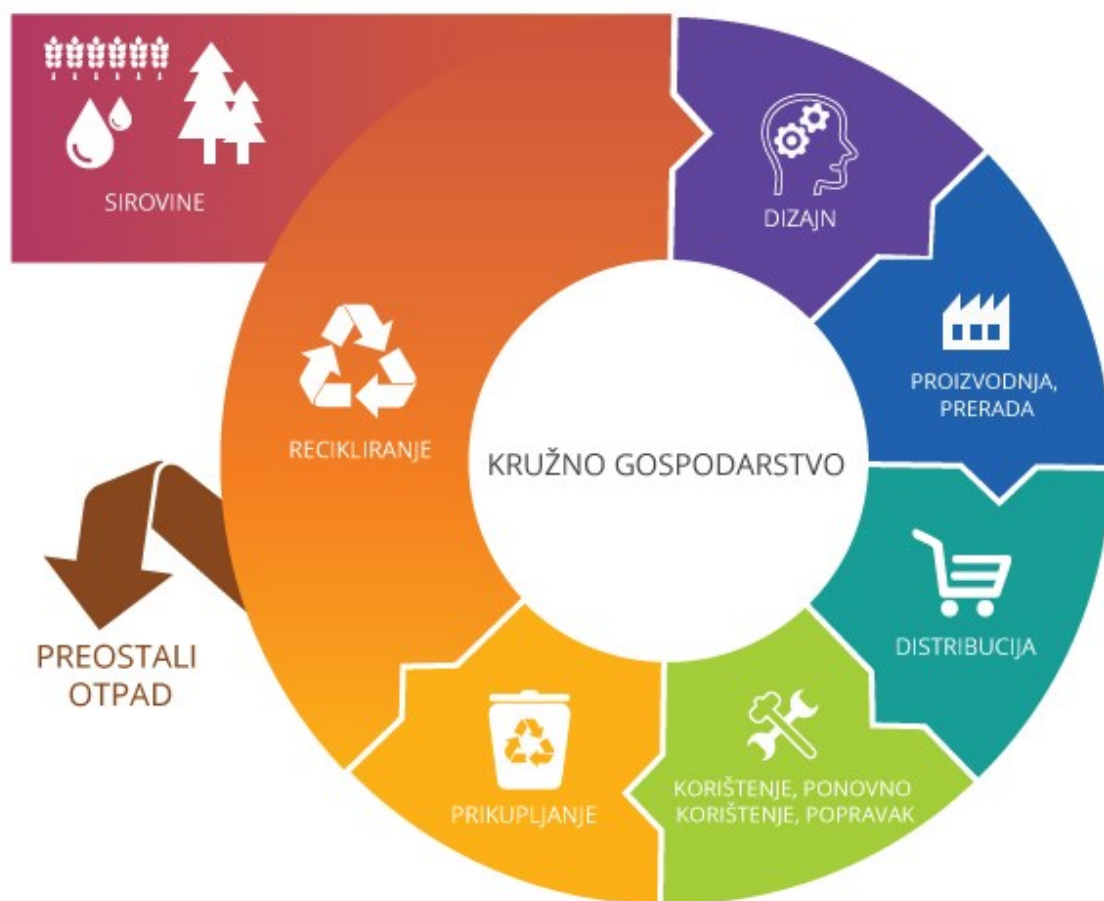 SIROVINE
DIZAJN
PROIZVODNJA,
PRERADA
DISTRIBUCIJA
KORIŠTENJE, PONOVNO
KORIŠTENJE, POPRAVAK
PRIKUPLJANJE
RECIKLIRANJE
PREOSTALI
OTPAD
KRUŽNO GOSPODARSTVO